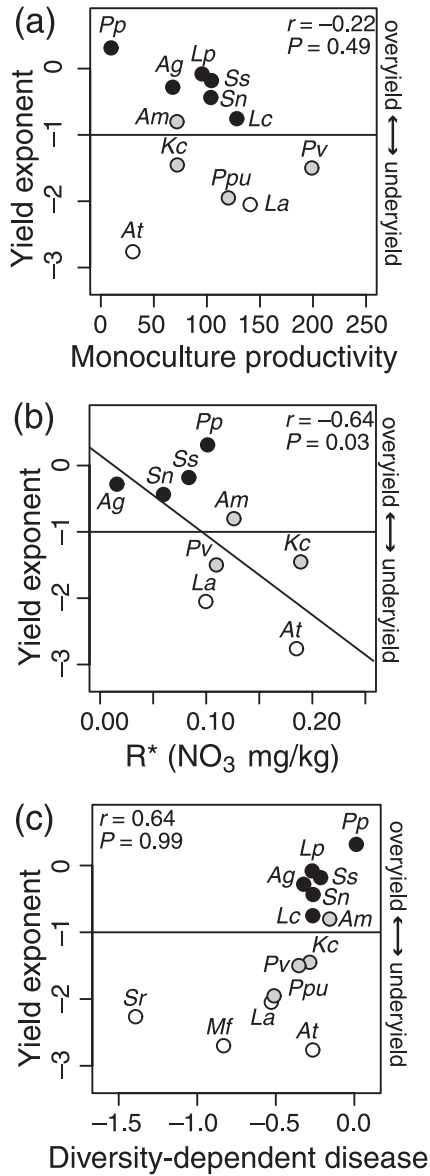 (a)
Pp
r = –0.22
P = 0.49
Lp
Ag
Ss
Sn
Lc
Am
Kc
Pv
Ppu
La
At
Yield exponent
0
–1
–2
–3
overyield ⟷ underyield
0 50 100 150 200 250
Monoculture productivity
(b)
r = –0.64
P = 0.03
Pp
Ss
Sn
Ag
Am
Pv
Kc
La
At
Yield exponent
0
–1
–2
–3
overyield ⟷ underyield
0.00 0.10 0.20
R* (NO3 mg/kg)
(c)
r = 0.64
P = 0.99
Pp
Lp
Ag
Ss
Sn
Lc
Am
Kc
Pv
Ppu
Sr
La
Mf
At
Yield exponent
0
–1
–2
–3
overyield ⟷ underyield
–1.5 –1.0 –0.5 0.0
Diversity-dependent disease